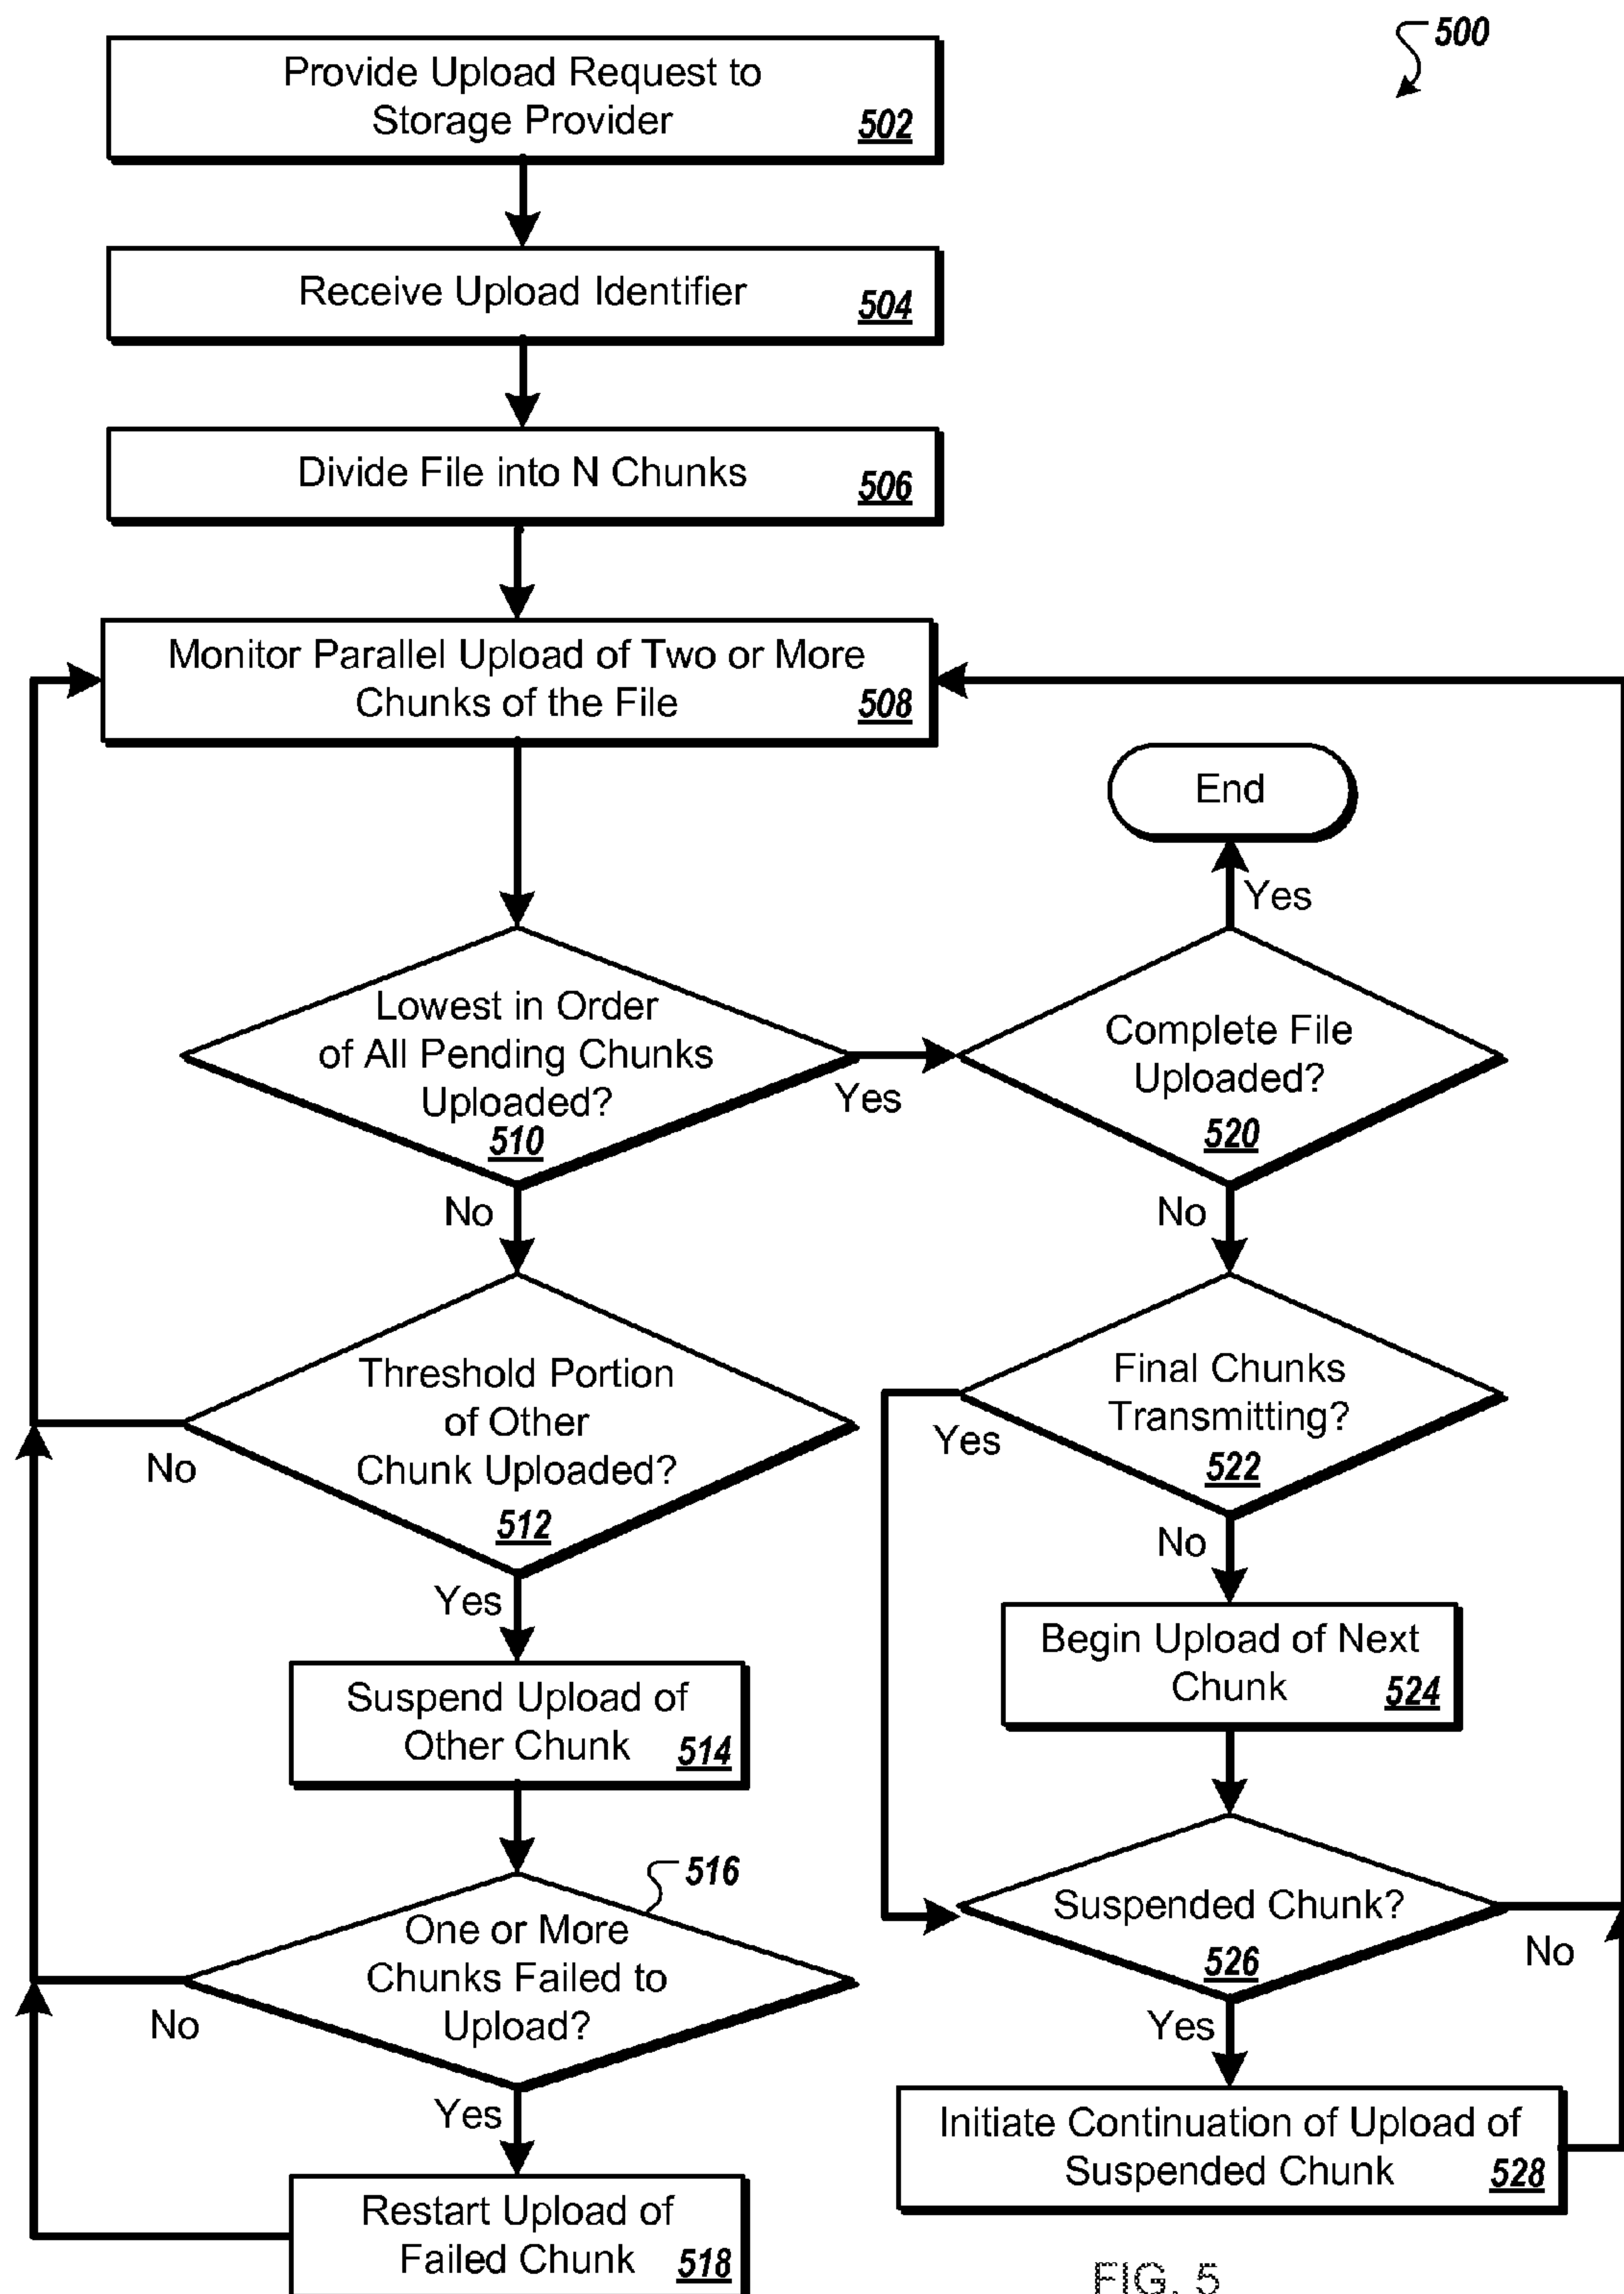 500
Provide Upload Request to
Storage Provider 502
Receive Upload Identifier 504
Divide File into N Chunks 506
Monitor Parallel Upload of Two or More
Chunks of the File 508
End
Yes
Lowest in Order
of All Pending Chunks
Uploaded?
510
Yes
No
Complete File
Uploaded?
520
No
Threshold Portion
of Other
Chunk Uploaded?
512
No
Yes
Final Chunks
Transmitting?
522
Yes
No
Suspend Upload of
Other Chunk 514
Begin Upload of Next
Chunk 524
516
One or More
Chunks Failed to
Upload?
No
Yes
Suspended Chunk?
526
No
Yes
Restart Upload of
Failed Chunk 518
Initiate Continuation of Upload of
Suspended Chunk 528
FIG. 5